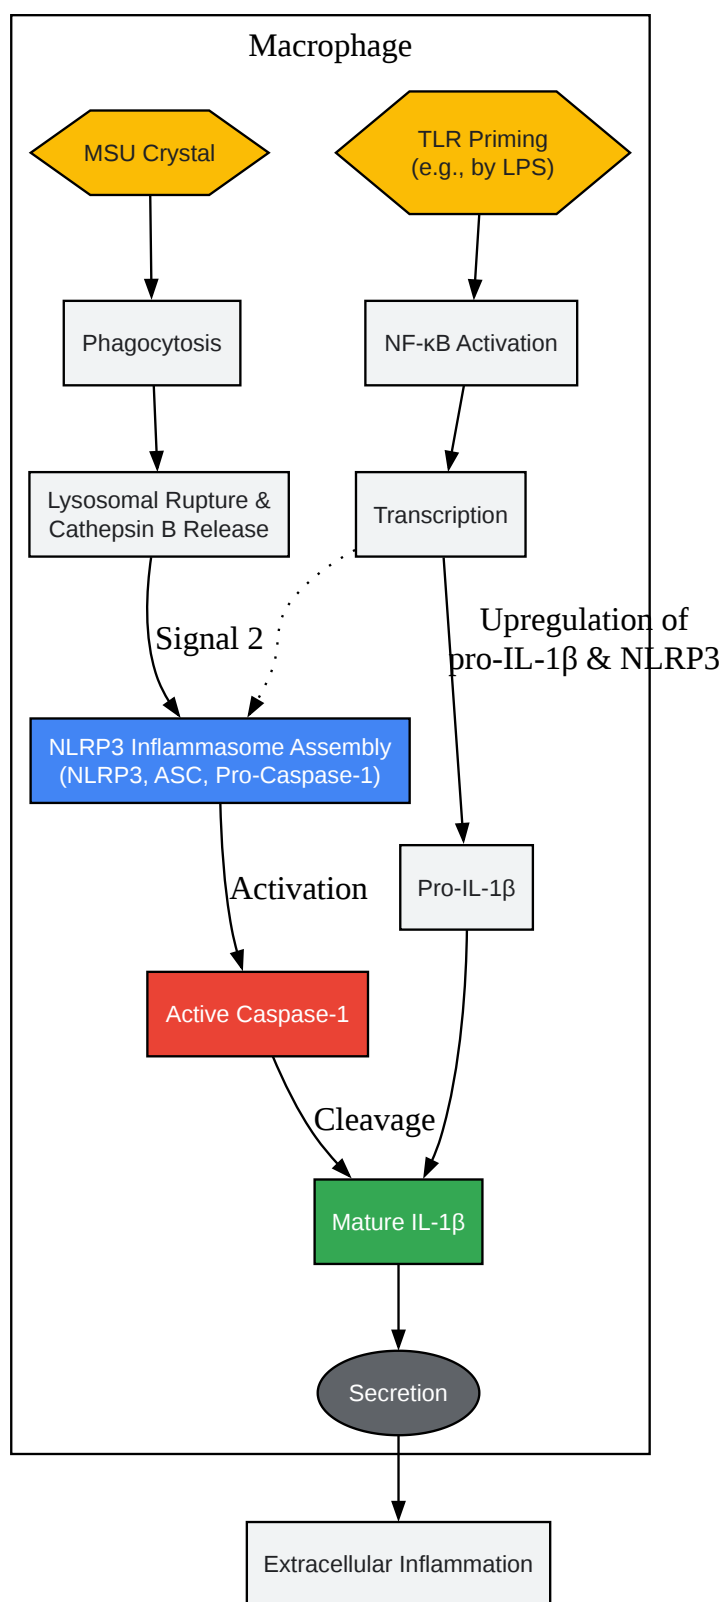 Macrophage
MSU Crystal
TLR Priming
(e.g., by LPS)
Phagocytosis
NF-κB Activation
Lysosomal Rupture &
Cathepsin B Release
Transcription
Signal 2
Upregulation of
pro-IL-1β & NLRP3
NLRP3 Inflammasome Assembly
(NLRP3, ASC, Pro-Caspase-1)
Activation
Pro-IL-1β
Active Caspase-1
Cleavage
Mature IL-1β
Secretion
Extracellular Inflammation